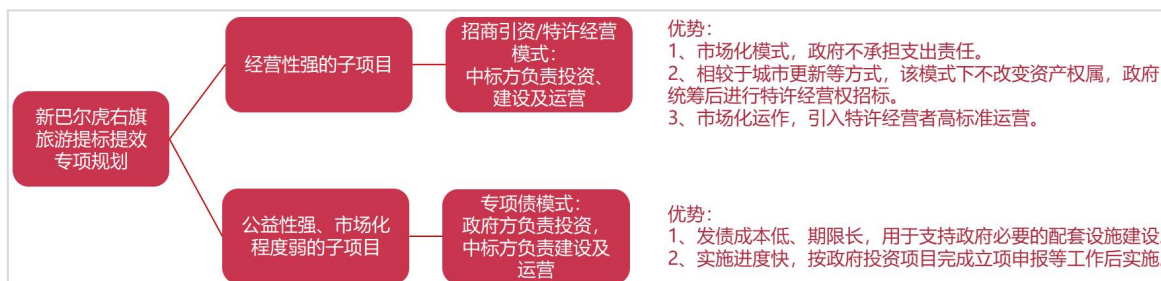 新巴尔虎右旗
旅游提标提效
专项规划
经营性强的子项目
招商引资/特许经营
模式：
中标方负责投资、
建设及运营
优势：
1、市场化模式，政府不承担支出责任。
2、相较于城市更新等方式，该模式下不改变资产权属，政府
统筹后进行特许经营权招标。
3、市场化运作，引入特许经营者高标准运营。
公益性强、市场化
程度弱的子项目
专项债模式：
政府方负责投资，
中标方负责建设及
运营
优势：
1、发债成本低、期限长，用于支持政府必要的配套设施建设
2、实施进度快，按政府投资项目完成立项申报等工作后实施